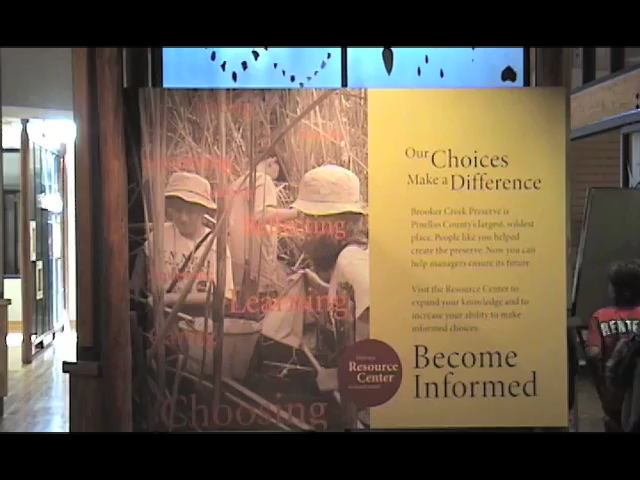 Our Choices
Make a Difference
Brooker Creek Preserve is
Pinellas County's largest, wildest
place. People like you helped
create the preserve. Now you can
help managers ensure its future.
Visit the Resource Center to
expand your knowledge and to
increase your ability to make
informed choices.
Become
Informed
Resource
Center
Learning
Choosing